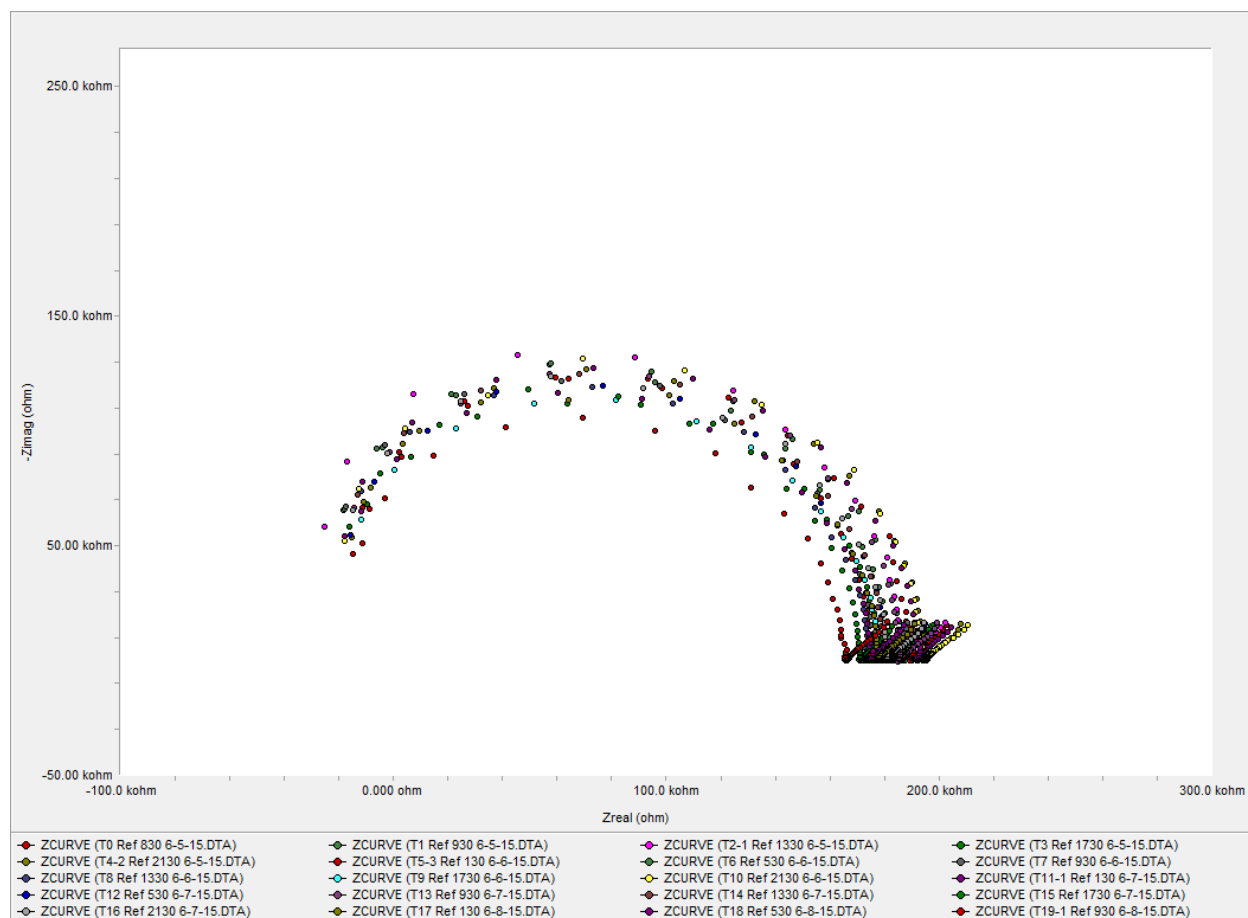 250.0 kohm
150.0 kohm
-Zimag (ohm)
50.00 kohm
-50.00 kohm
-100.0 kohm 0.000 ohm 100.0 kohm 200.0 kohm 300.0 kohm
Zreal (ohm)
ZCURVE (T0 Ref 830 6-5-15.DTA) ZCURVE (T1 Ref 930 6-5-15.DTA) ZCURVE (T2-1 Ref 1330 6-5-15.DTA) ZCURVE (T3 Ref 1730 6-5-15.DTA)
ZCURVE (T4-2 Ref 2130 6-5-15.DTA) ZCURVE (T5-3 Ref 130 6-6-15.DTA) ZCURVE (T6 Ref 530 6-6-15.DTA) ZCURVE (T7 Ref 930 6-6-15.DTA)
ZCURVE (T8 Ref 1330 6-6-15.DTA) ZCURVE (T9 Ref 1730 6-6-15.DTA) ZCURVE (T10 Ref 2130 6-6-15.DTA) ZCURVE (T11-1 Ref 130 6-7-15.DTA)
ZCURVE (T12 Ref 530 6-7-15.DTA) ZCURVE (T13 Ref 930 6-7-15.DTA) ZCURVE (T14 Ref 1330 6-7-15.DTA) ZCURVE (T15 Ref 1730 6-7-15.DTA)
ZCURVE (T16 Ref 2130 6-7-15.DTA) ZCURVE (T17 Ref 130 6-8-15.DTA) ZCURVE (T18 Ref 530 6-8-15.DTA) ZCURVE (T19-1 Ref 930 6-8-15.DTA)